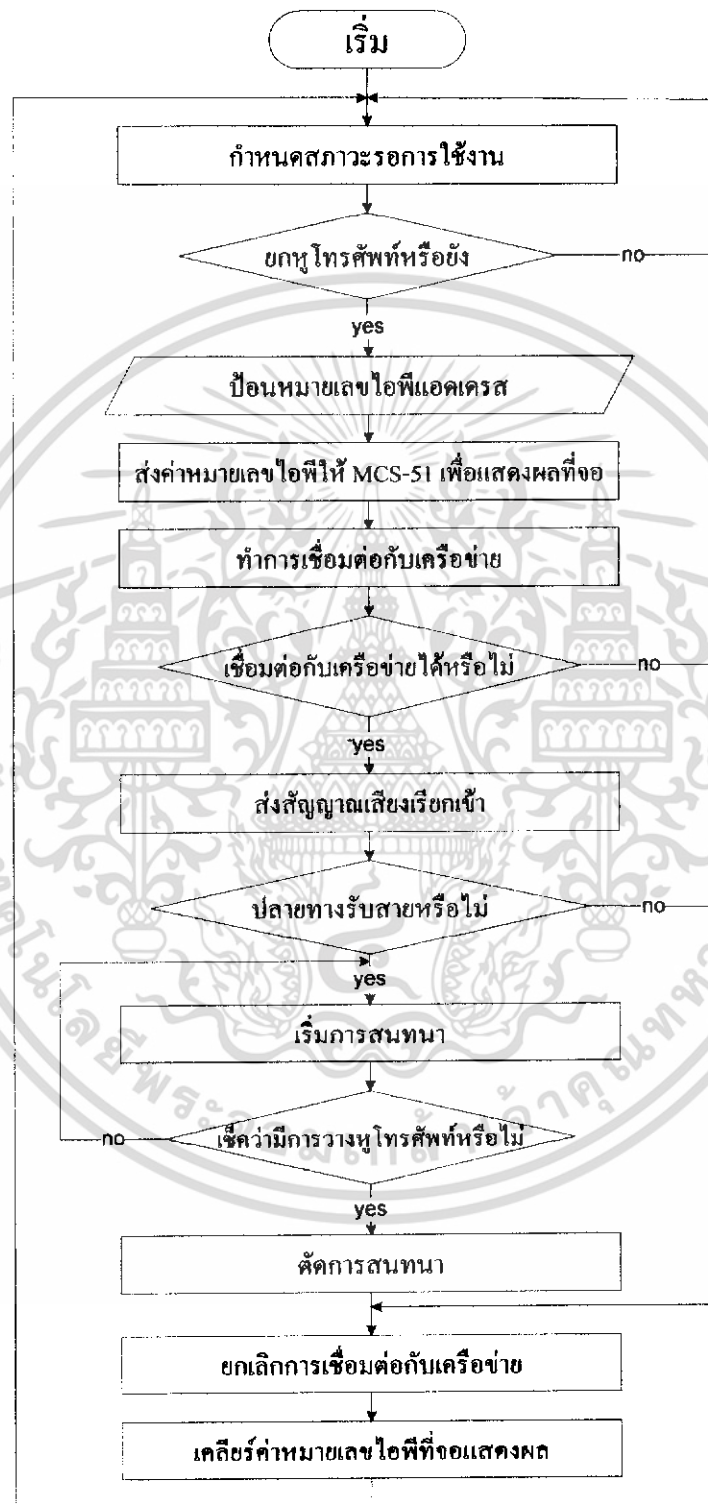 เริ่ม
กำหนดสภาวะรอการใช้งาน
ยกหูโทรศัพท์หรือยัง
no
yes
ป้อนหมายเลขไอพีแอดเดรส
ส่งค่าหมายเลขไอพีให้ MCS-51 เพื่อแสดงผลที่จอ
ทำการเชื่อมต่อกับเครือข่าย
เชื่อมต่อกับเครือข่ายได้หรือไม่
no
yes
ส่งสัญญาณเสียงเรียกเข้า
ปลายทางรับสายหรือไม่
no
yes
เริ่มการสนทนา
no
เช็คว่ามีการวางหูโทรศัพท์หรือไม่
yes
ตัดการสนทนา
ยกเลิกการเชื่อมต่อกับเครือข่าย
เคลียร์ค่าหมายเลขไอพีที่จอแสดงผล